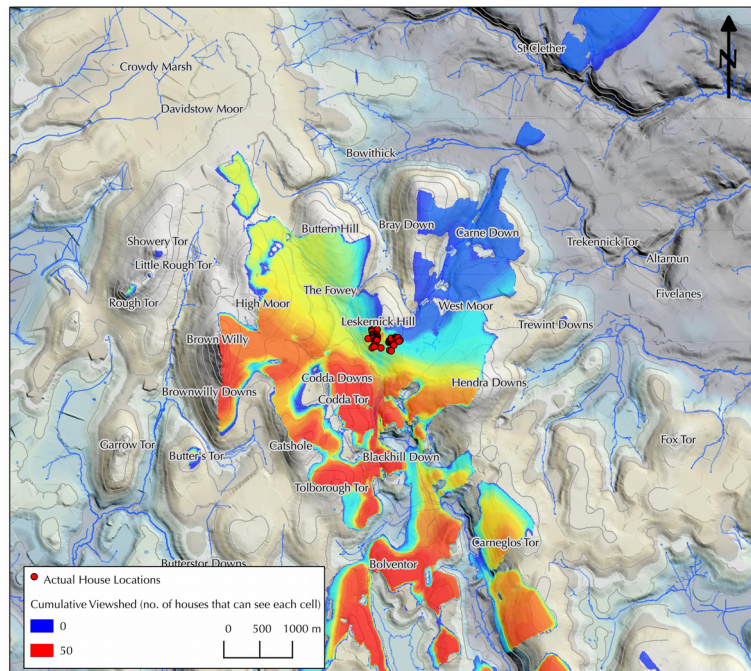 St Clether
N
Crowdy Marsh
Davidstow Moor
Bowithick
Buttern Hill
Bray Down
Carne Down
Showery Tor
Trekennick Tor
Little Rough Tor
Altarnun
The Fowey
Fivelanes
Rough Tor
High Moor
West Moor
Leskernick Hill
Trewint Downs
Brown Willy
Codda Downs
Hendra Downs
Brownwilly Downs
Codda Tor
Garrow Tor
Catshole
Fox Tor
Butter's Tor
Blackhill Down
Tolborough Tor
Carneglos Tor
Butterstor Downs
Bolventor
Actual House Locations
Cumulative Viewshed (no. of houses that can see each cell)
0
50
0 500 1000 m